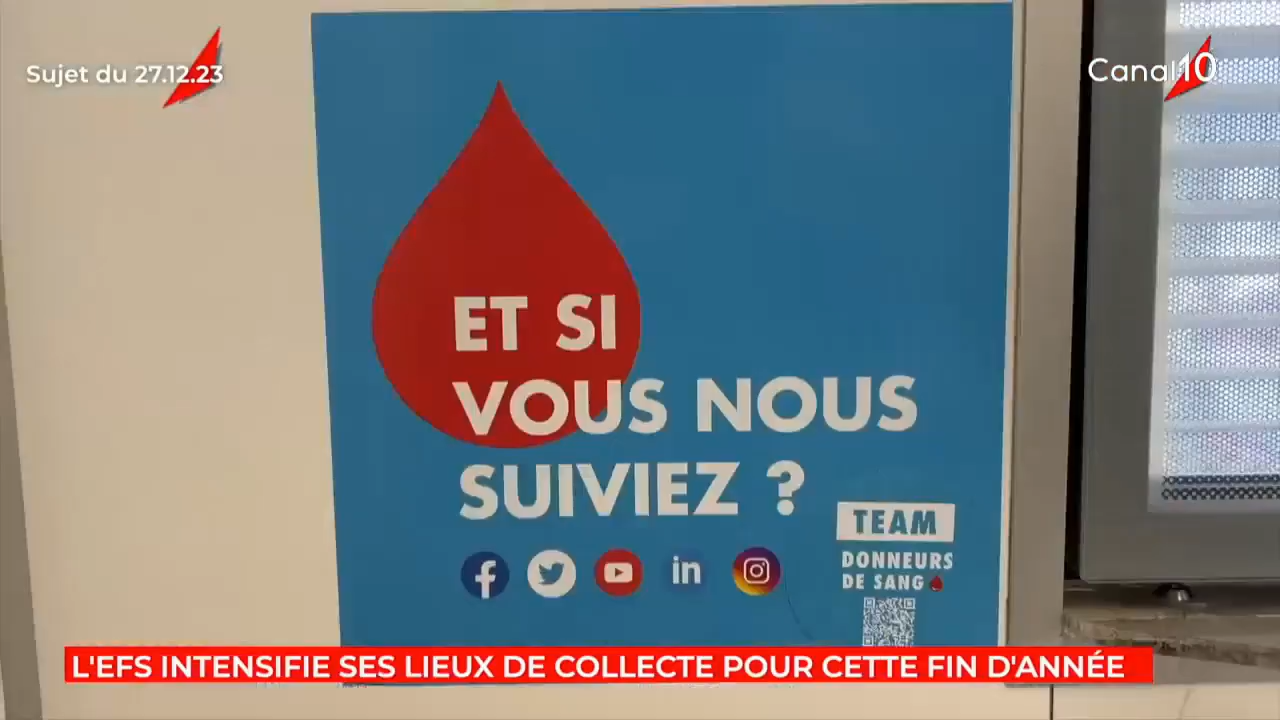 Sujet du 27.12.23
Canal10
ET SI
VOUS NOUS
SUIVIEZ ?
TEAM
DONNEURS
DE SANG
L'EFS INTENSIFIE SES LIEUX DE COLLECTE POUR CETTE FIN D'ANNÉE